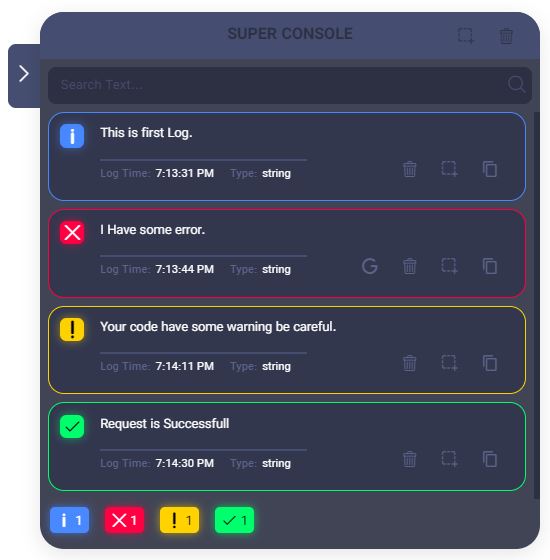 SUPER CONSOLE
Search Text...
This is first Log.
Log Time: 7:13:31 PM Type: string
I Have some error.
Log Time: 7:13:44 PM Type: string
G
Your code have some warning be careful.
Log Time: 7:14:11 PM Type: string
Request is Successfull
Log Time: 7:14:30 PM Type: string
1 1 1 1